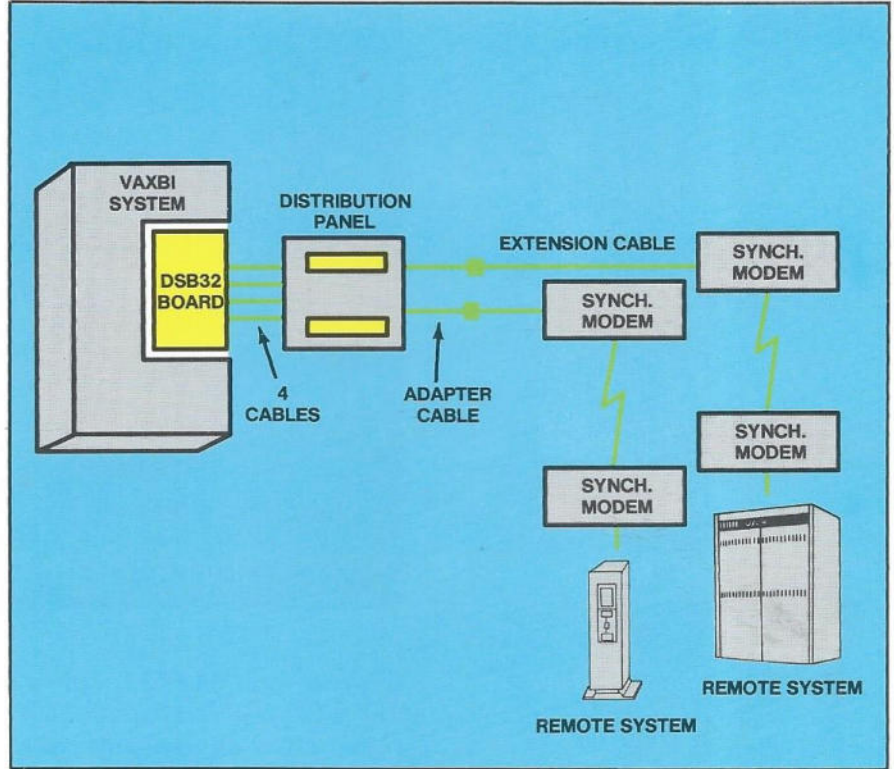 VAXBI
SYSTEM
DSB32
BOARD
4
CABLES
DISTRIBUTION
PANEL
EXTENSION CABLE
ADAPTER
CABLE
SYNCH.
MODEM
SYNCH.
MODEM
SYNCH.
MODEM
SYNCH.
MODEM
REMOTE SYSTEM
REMOTE SYSTEM